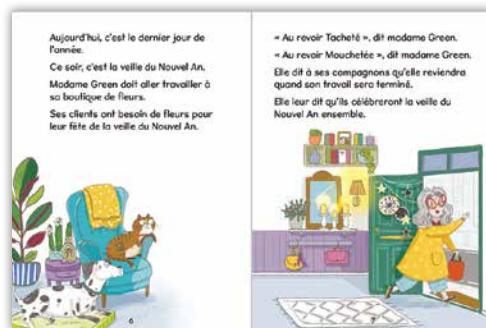 Aujourd'hui, c'est le dernier jour de
l'année.
Ce soir, c'est la veille du Nouvel An.
Madame Green doit aller travailler à
sa boutique de fleurs.
Ses clients ont besoin de fleurs pour
leur fête de la veille du Nouvel An.
6
« Au revoir Tacheté », dit madame Green.
« Au revoir Mouchetée », dit madame Green.
Elle dit à ses compagnons qu'elle reviendra
quand son travail sera terminé.
Elle leur dit qu'ils célébreront la veille du
Nouvel An ensemble.
7